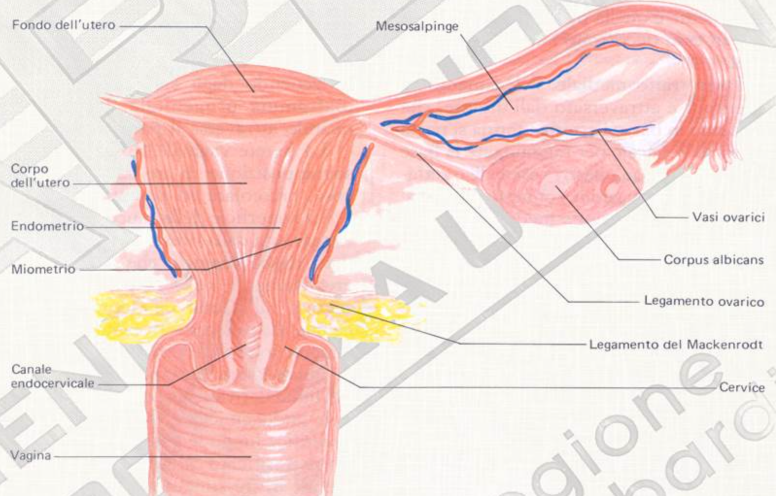 Fondo dell'utero
Mesosalpinge
Corpo
dell'utero
Endometrio
Miometrio
Vasi ovarici
Corpus albicans
Legamento ovarico
Legamento del Mackenrodt
Canale
endocervicale
Cervice
Vagina